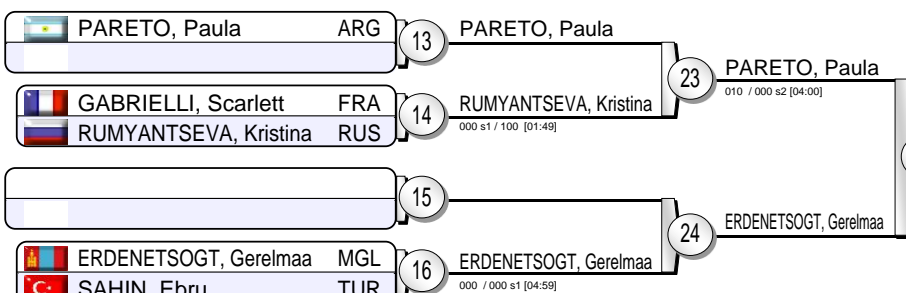 PARETO, Paula ARG
13
PARETO, Paula
23
PARETO, Paula
010 / 000 s2 [04:00]
GABRIELLI, Scarlett FRA
RUMYANTSEVA, Kristina RUS
14
RUMYANTSEVA, Kristina
000 s1 / 100 [01:49]
15
24
ERDENETSOGT, Gerelmaa
ERDENETSOGT, Gerelmaa MGL
SAHIN, Ebru TUR
16
ERDENETSOGT, Gerelmaa
000 / 000 s1 [04:59]